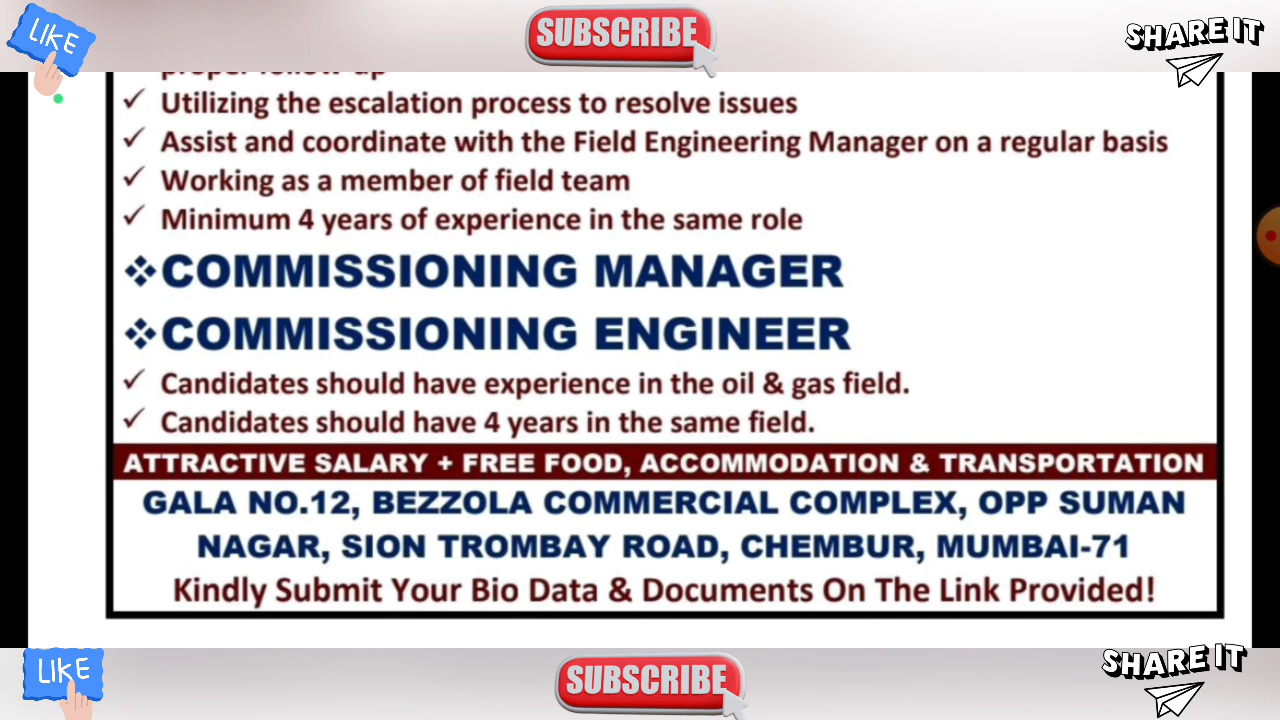 LIKE
SUBSCRIBE
SHARE IT
proper follow-up
✓ Utilizing the escalation process to resolve issues
✓ Assist and coordinate with the Field Engineering Manager on a regular basis
✓ Working as a member of field team
✓ Minimum 4 years of experience in the same role
❖COMMISSIONING MANAGER
❖COMMISSIONING ENGINEER
✓ Candidates should have experience in the oil & gas field.
✓ Candidates should have 4 years in the same field.
ATTRACTIVE SALARY + FREE FOOD, ACCOMMODATION & TRANSPORTATION
GALA NO.12, BEZZOLA COMMERCIAL COMPLEX, OPP SUMAN
NAGAR, SION TROMBAY ROAD, CHEMBUR, MUMBAI-71
Kindly Submit Your Bio Data & Documents On The Link Provided!
LIKE
SUBSCRIBE
SHARE IT